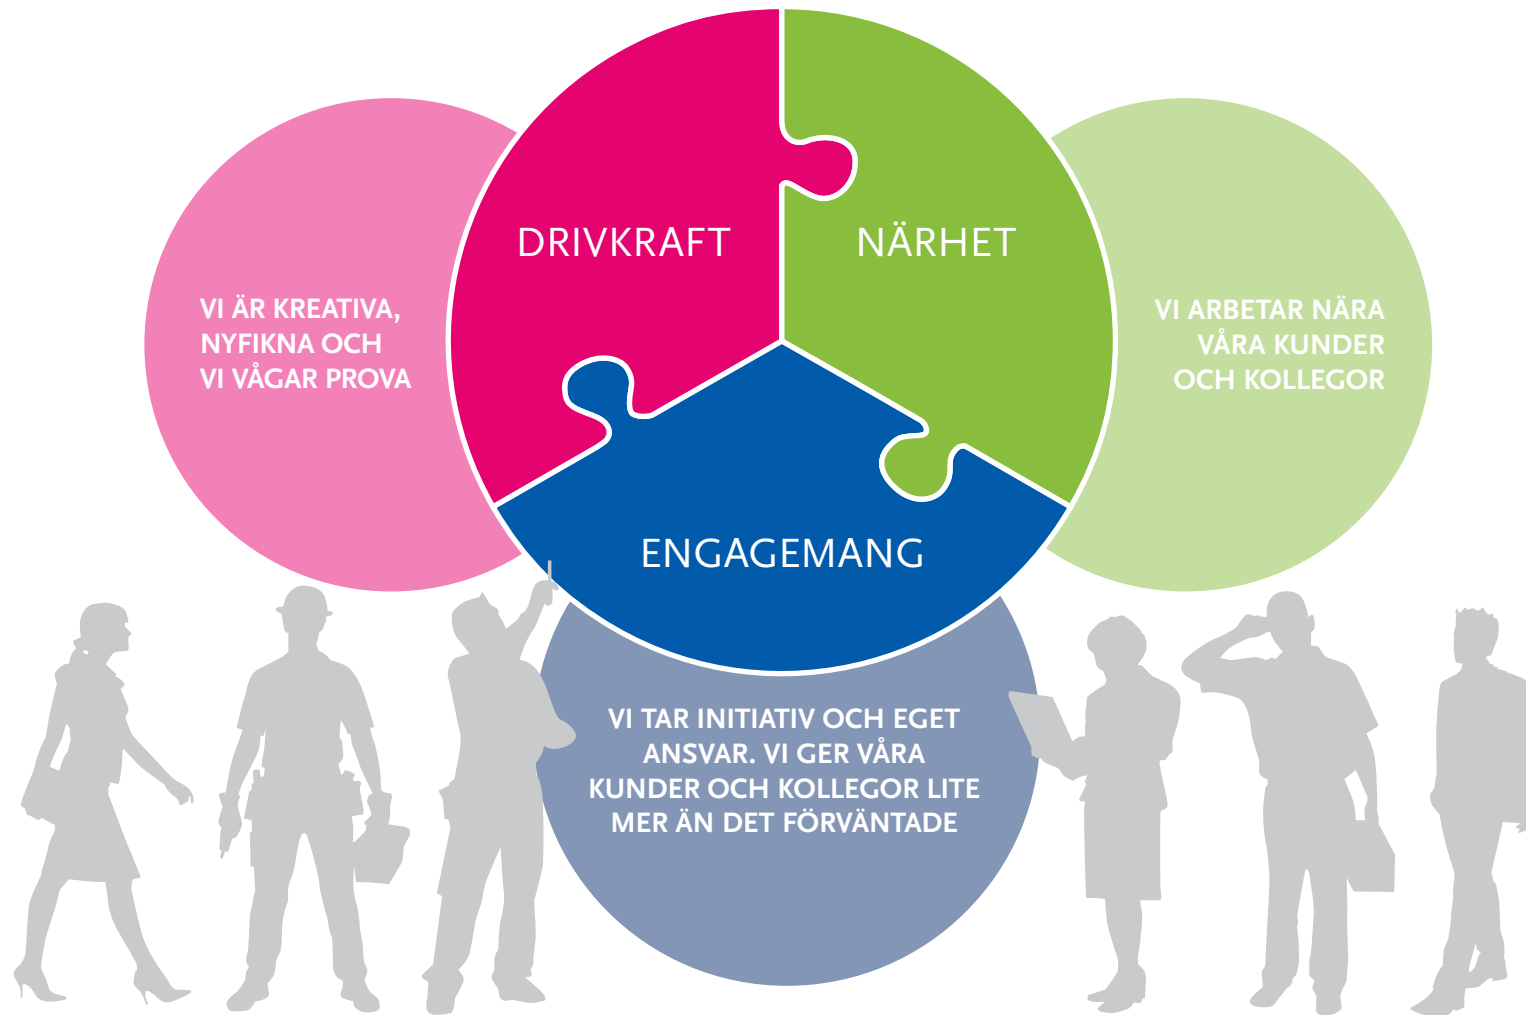 DRIVKRAFT
NÄRHET
VI ÄR KREATIVA,
NYFIKNA OCH
VI VÅGAR PROVA
VI ARBETAR NÄRA
VÅRA KUNDER
OCH KOLLEGOR
ENGAGEMANG
VI TAR INITIATIV OCH EGET
ANSVAR. VI GER VÅRA
KUNDER OCH KOLLEGOR LITE
MER ÄN DET FÖRVÄNTADE